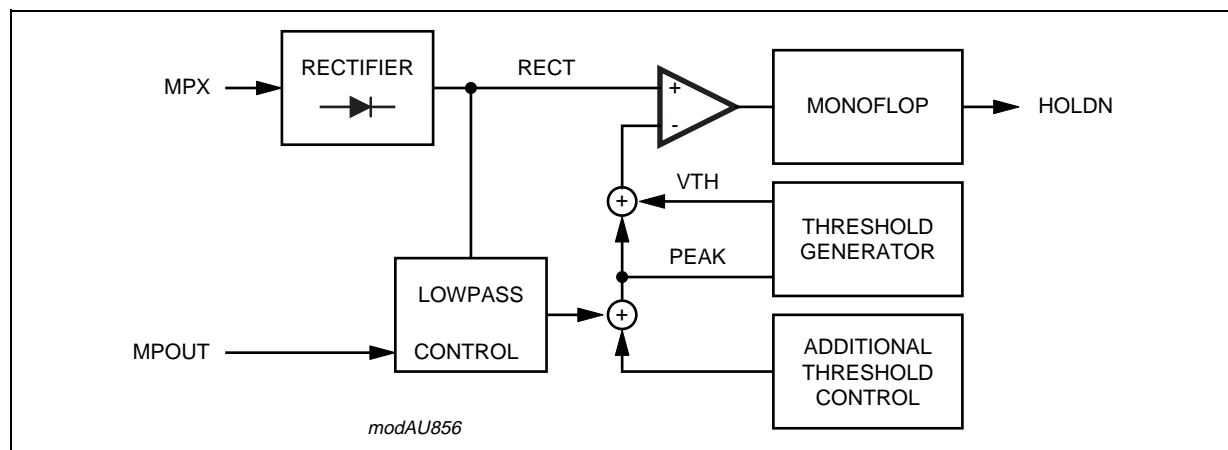 RECTIFIER
RECT
MPX
+
-
MONOFLOP
HOLDN
VTH
+
THRESHOLD
GENERATOR
PEAK
LOWPASS
CONTROL
+
MPOUT
ADDITIONAL
THRESHOLD
CONTROL
modAU856